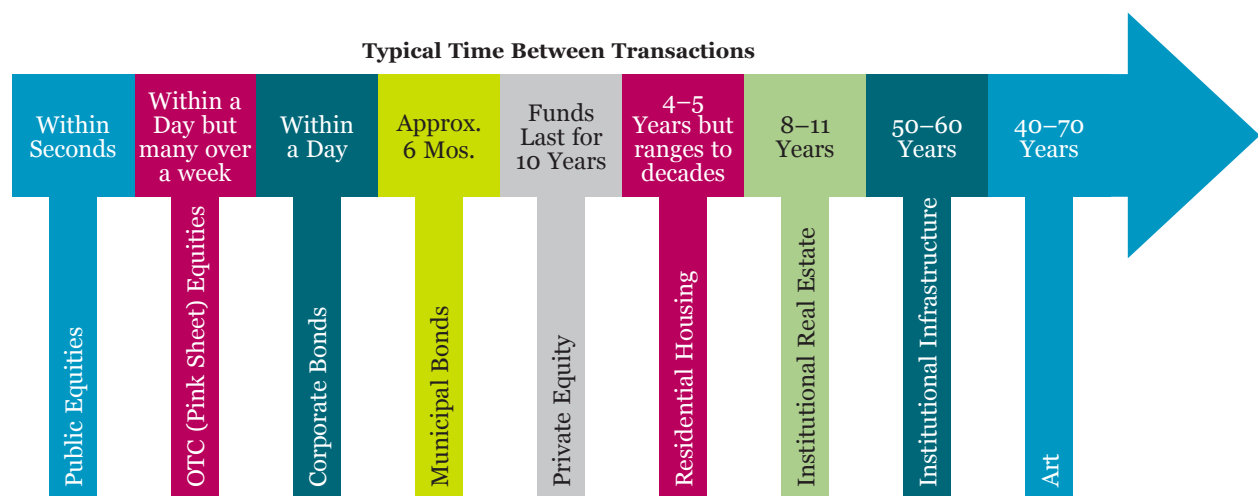 Typical Time Between Transactions
Within
Seconds
Within a
Day but
many over
a week
Within
a Day
Approx.
6 Mos.
Funds
Last for
10 Years
4–5
Years but
ranges to
decades
8–11
Years
50–60
Years
40–70
Years
Public Equities
OTC (Pink Sheet) Equities
Corporate Bonds
Municipal Bonds
Private Equity
Residential Housing
Institutional Real Estate
Institutional Infrastructure
Art